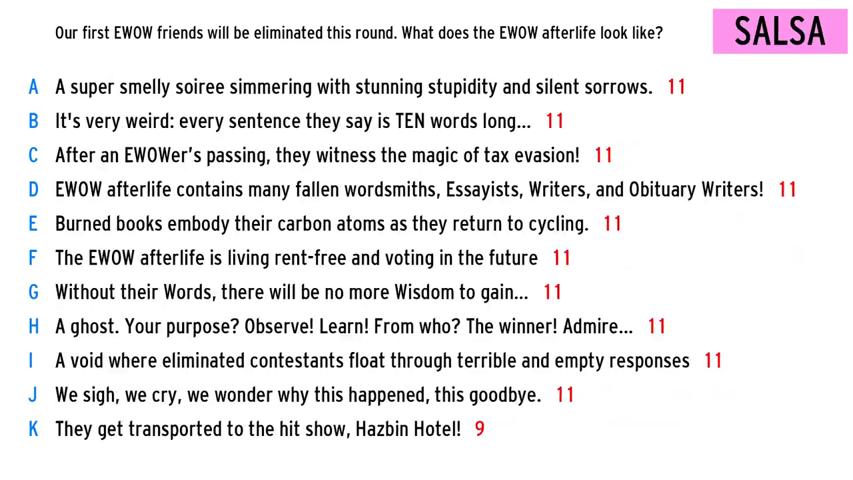 Our first EWOW friends will be eliminated this round. What does the EWOW afterlife look like?
SALSA
A A super smelly soiree simmering with stunning stupidity and silent sorrows. 11
B It's very weird: every sentence they say is TEN words long... 11
C After an EWOWer's passing, they witness the magic of tax evasion! 11
D EWOW afterlife contains many fallen wordsmiths, Essayists, Writers, and Obituary Writers! 11
E Burned books embody their carbon atoms as they return to cycling. 11
F The EWOW afterlife is living rent-free and voting in the future 11
G Without their Words, there will be no more Wisdom to gain... 11
H A ghost. Your purpose? Observe! Learn! From who? The winner! Admire... 11
I A void where eliminated contestants float through terrible and empty responses 11
J We sigh, we cry, we wonder why this happened, this goodbye. 11
K They get transported to the hit show, Hazbin Hotel! 9